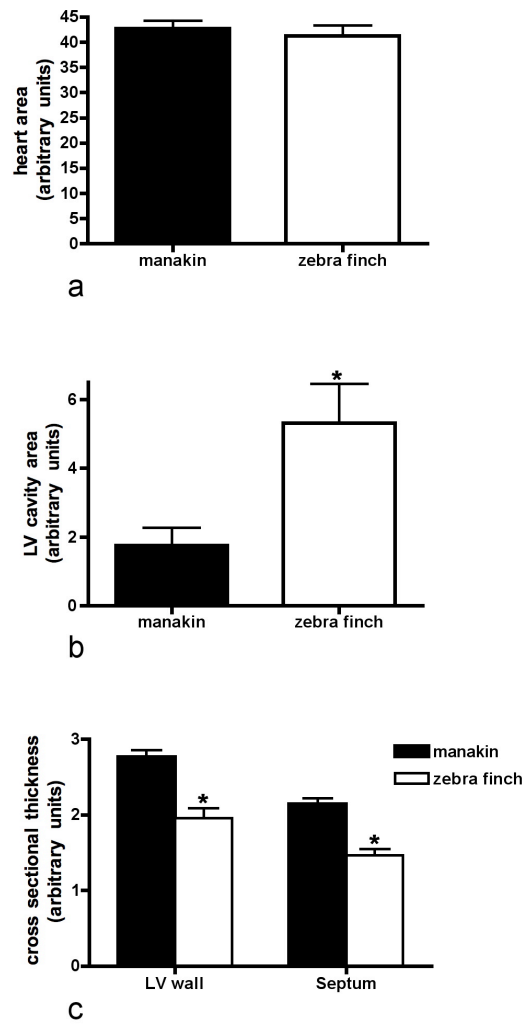 45
40
35
30
25
20
15
10
5
0
heart area
(arbitrary units)
manakin zebra finch
a
6
4
2
0
LV cavity area
(arbitrary units)
*
manakin zebra finch
b
3
2
1
0
cross sectional thickness
(arbitrary units)
manakin
zebra finch
*
*
LV wall Septum
c